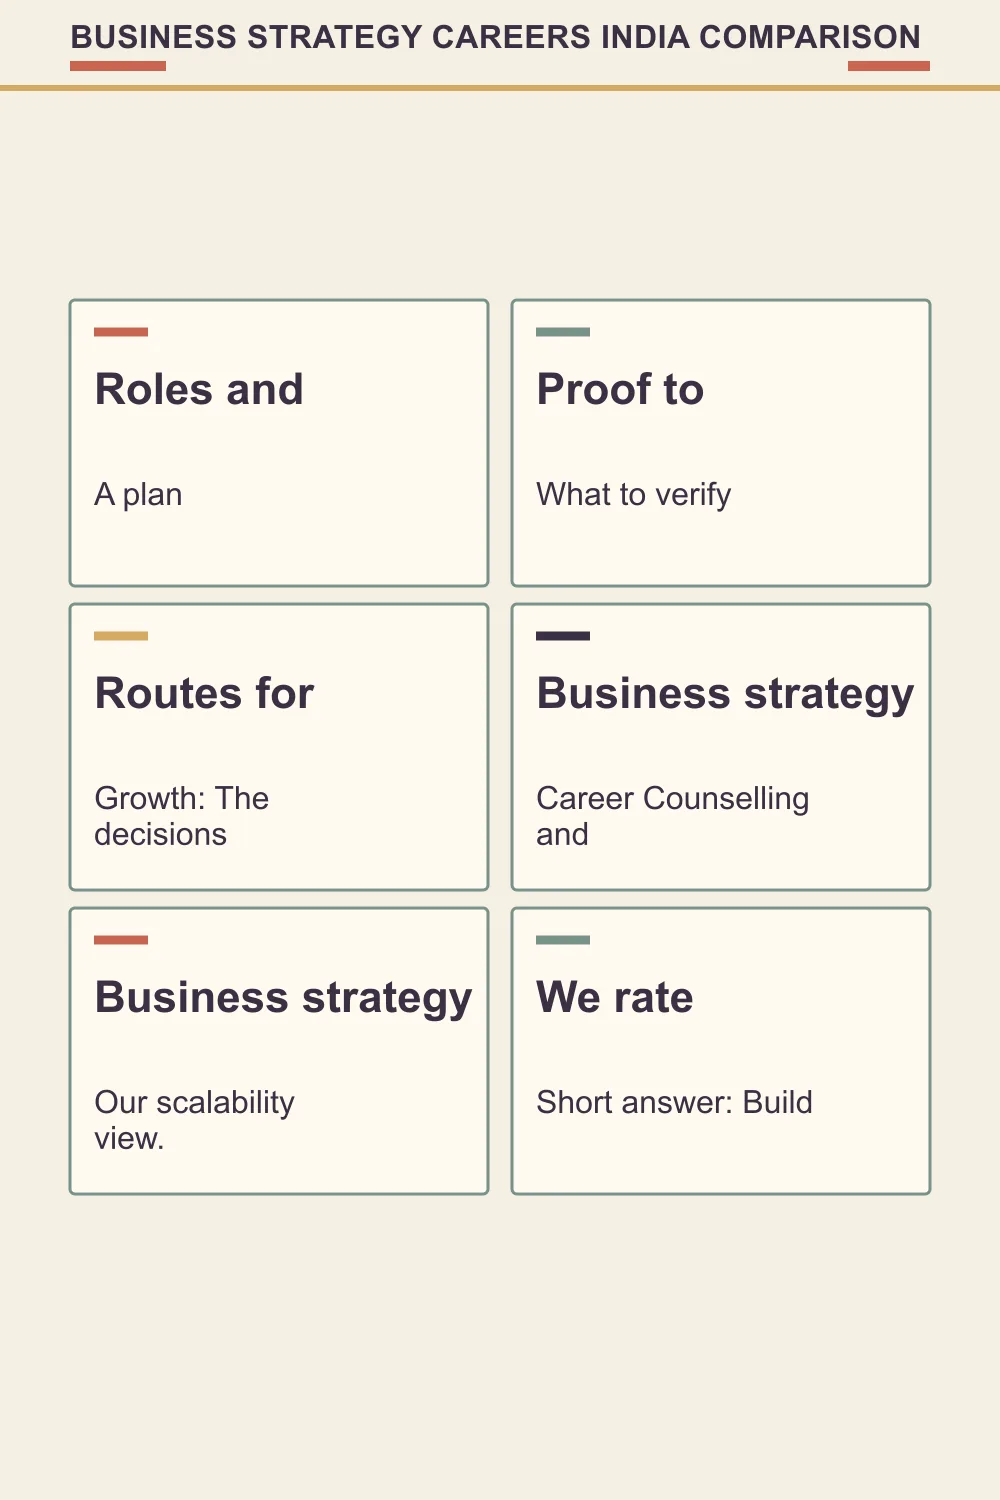 BUSINESS STRATEGY CAREERS INDIA COMPARISON
Roles and
A plan
Proof to
What to verify
Routes for
Growth: The
decisions
Business strategy
Career Counselling
and
Business strategy
Our scalability
view.
We rate
Short answer: Build